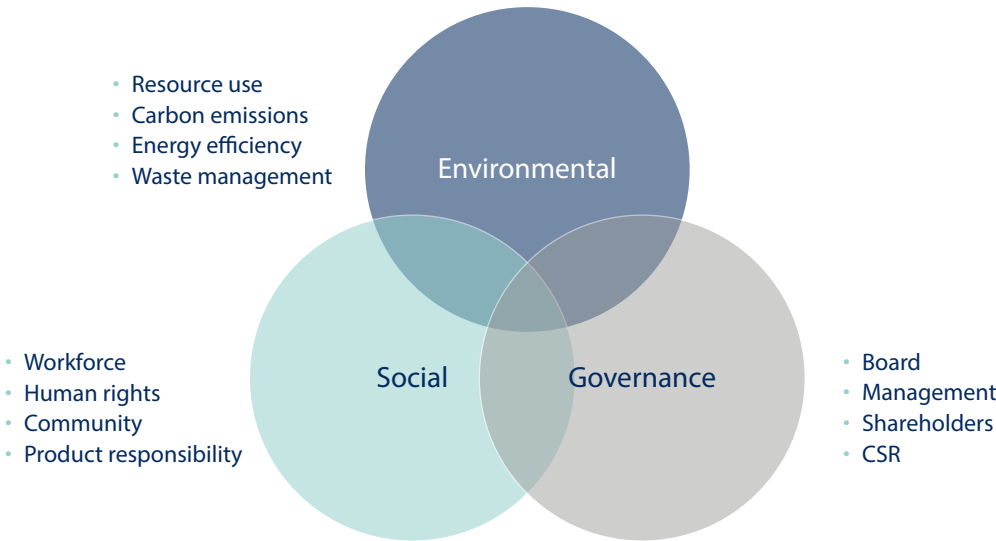 • Resource use
• Carbon emissions
• Energy efficiency
• Waste management
Environmental
• Workforce
• Human rights
• Community
• Product responsibility
Social
Governance
• Board
• Management
• Shareholders
• CSR